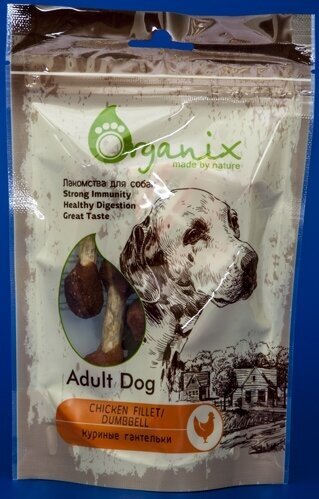 Organix
made by nature
Лакомства для собак
Strong Immunity
Healthy Digestion
Great Taste
Adult Dog
CHICKEN FILLET/
DUMBBELL
куриные гантельки